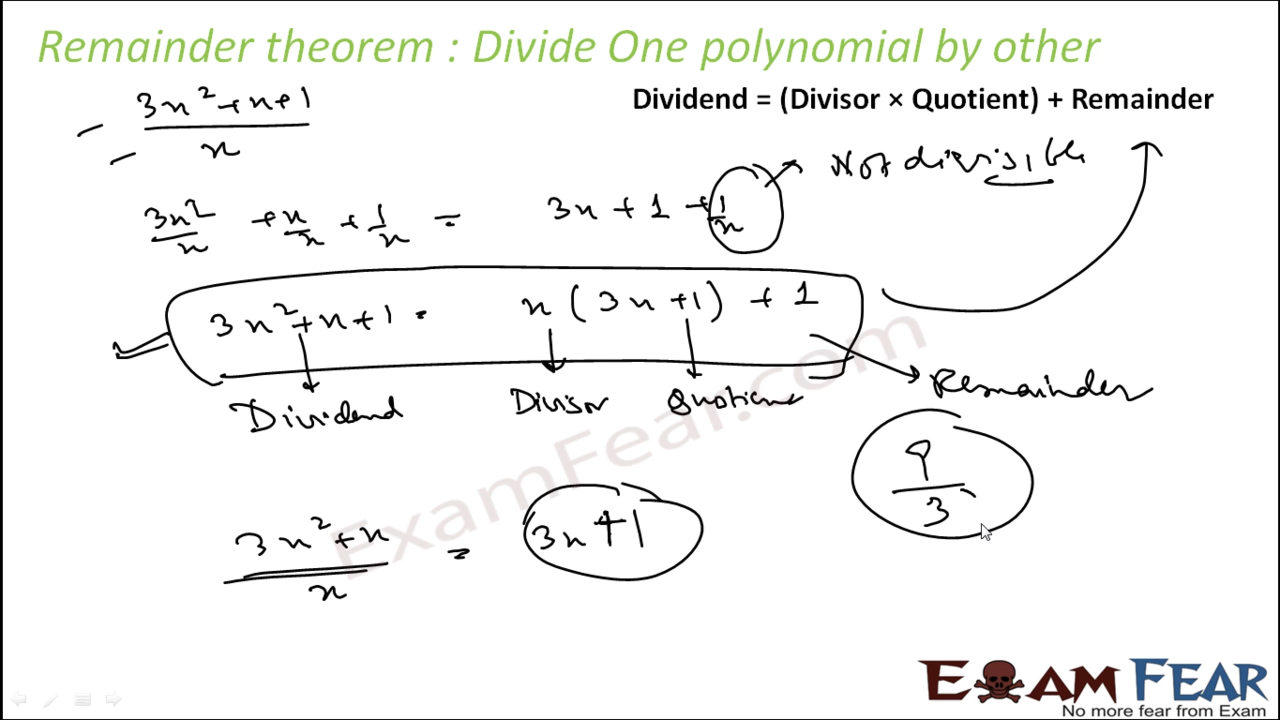 Remainder theorem : Divide One polynomial by other
3x² + x + 1 / x
Dividend = (Divisor × Quotient) + Remainder
Not divisible
3x²/x + x/x + 1/x = 3x + 1 + 1/x
3x² + x + 1 = x (3x + 1) + 1
Dividend Divisor Quotient Remainder
9/3
3x² + x / x = 3x + 1
ExamFear.com
EXAM FEAR
No more fear from Exam